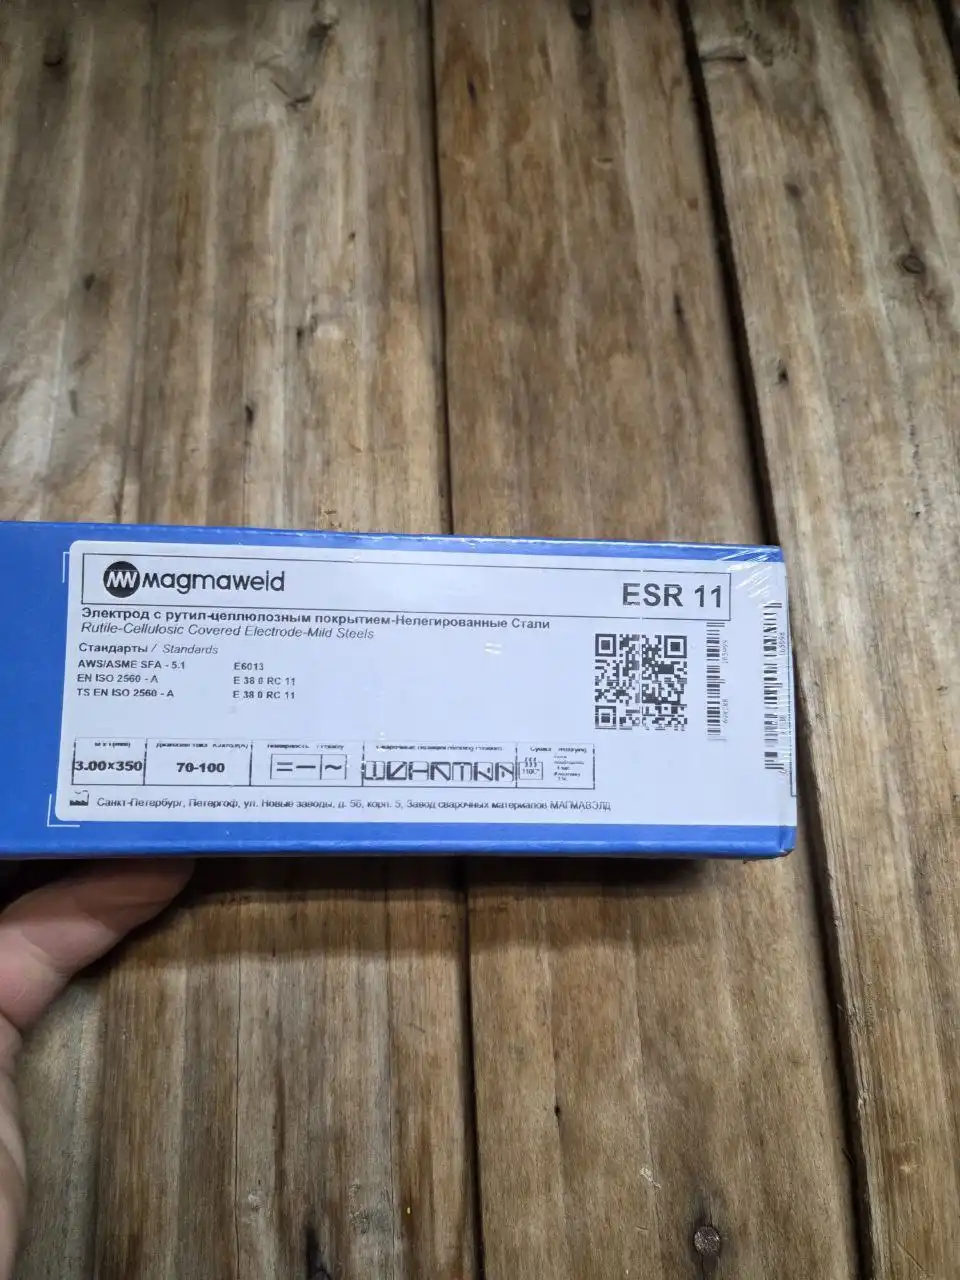 magmaweld
ESR 11
Электрод с рутил-целлюлозным покрытием-Нелегированные Стали
Rutile-Cellulosic Covered Electrode-Mild Steels
Стандарты / Standards
AWS/ASME SFA - 5.1 E6013
EN ISO 2560 - A E 38 0 RC 11
TS EN ISO 2560 - A E 38 0 RC 11
3.00x350 70-100 = − ~
110C°
Санкт-Петербург, Петергоф, ул. Новые заводы, д. 56, корп. 5, Завод сварочных материалов МАГМАВЭЛД